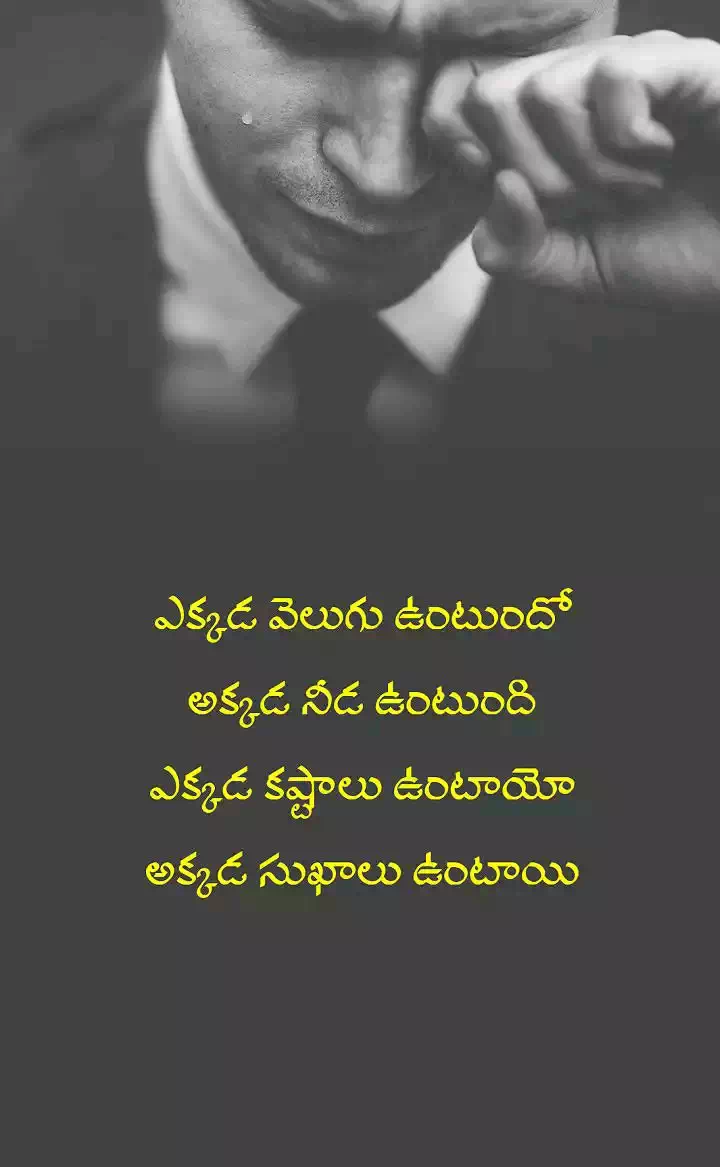 ఎక్కడ వెలుగు ఉంటుందో
అక్కడ నీడ ఉంటుంది
ఎక్కడ కష్టాలు ఉంటాయో
అక్కడ సుఖాలు ఉంటాయి